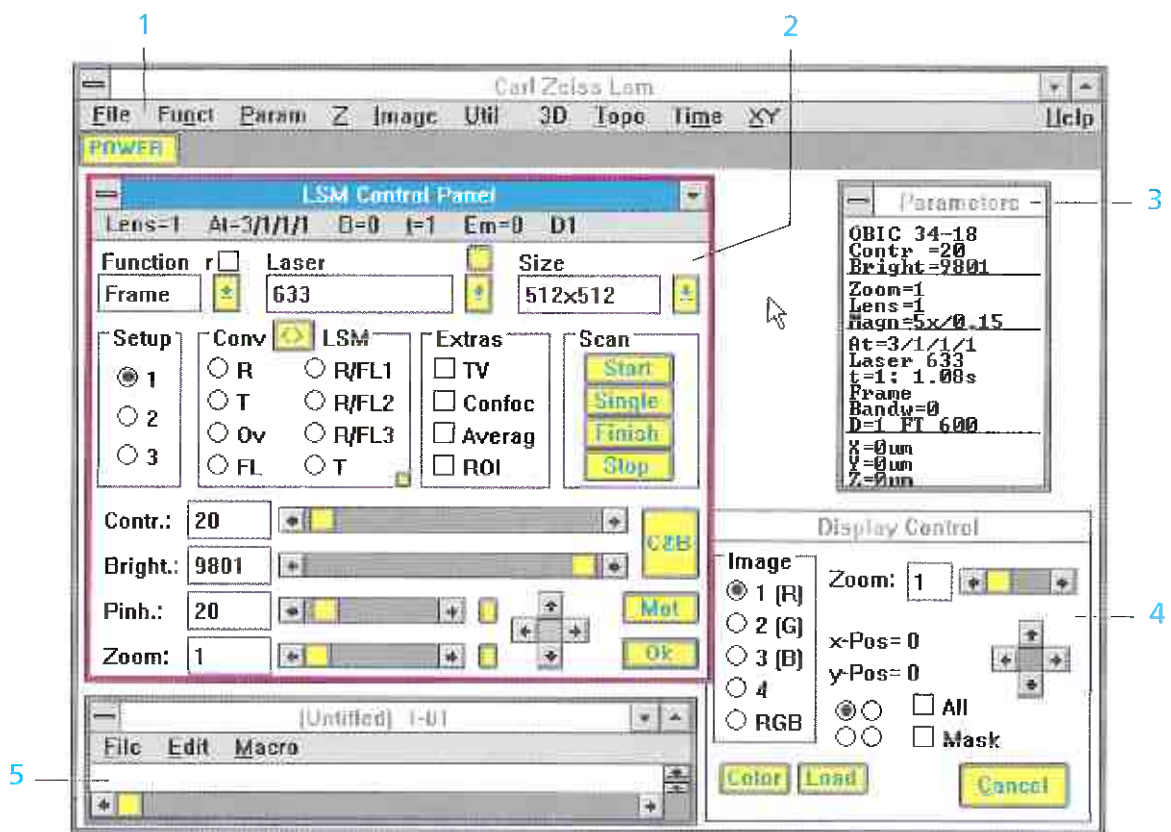 1
2
Carl Zeiss Lsm
File Funct Param Z Image Util 3D Topo Time XY Help
POWER
LSM Control Panel
Lens=1 At=3/1/1/1 B=0 t=1 Em=0 D1
Function r Laser Size
Frame 633 512x512
Setup
1
2
3
Conv <> LSM
R R/FL1
T R/FL2
Ov R/FL3
FL T
Extras
TV
Confoc
Averag
ROI
Scan
Start
Single
Finish
Stop
Contr.: 20
Bright.: 9801
C&B
Pinh.: 20
Mot
Zoom: 1
Ok
Parameters
3
OBIC 34-18
Contr =20
Bright=9801
Zoom=1
Lens=1
Magn=5x/0.15
At=3/1/1/1
Laser 633
t=1: 1.08s
Frame
Bandw=0
D=1 FT 600
X=0um
Y=0um
Z=0um
Display Control
Image
1 (R)
2 (G)
3 (B)
4
RGB
Zoom: 1
x-Pos= 0
y-Pos= 0
All
Mask
Color Load Cancel
4
(Untitled) 1-01
File Edit Macro
5